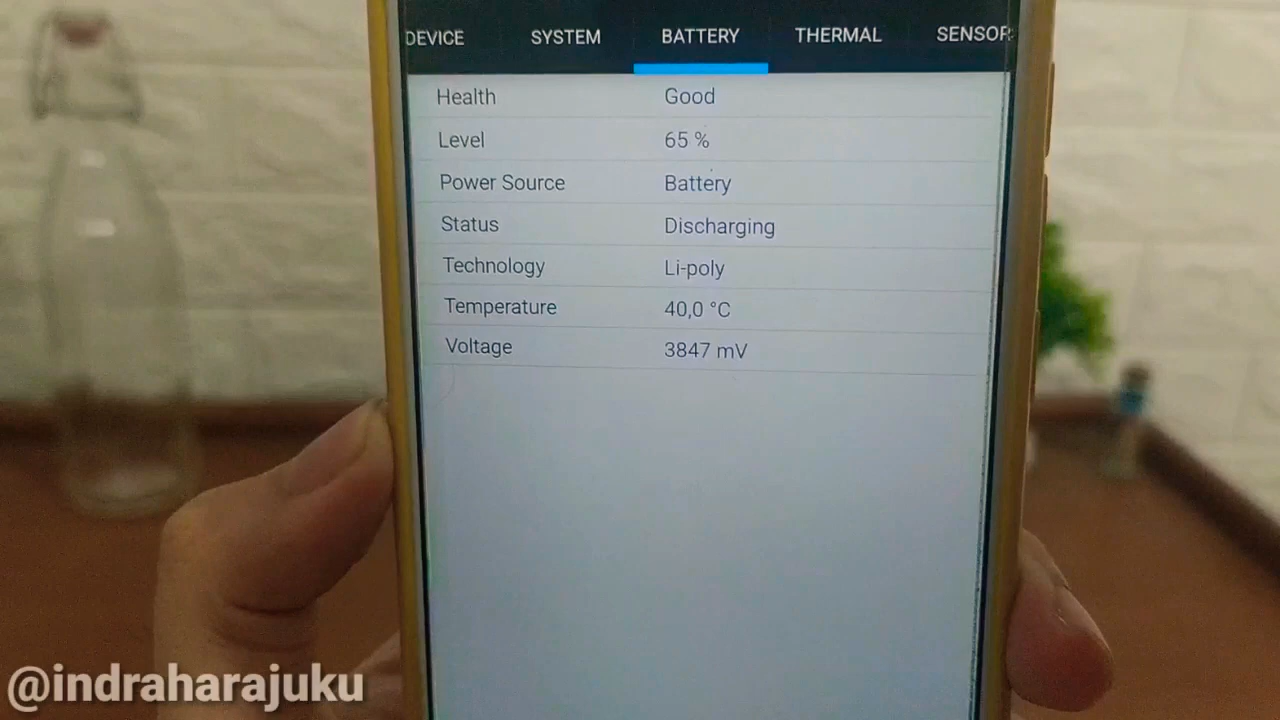 DEVICE SYSTEM BATTERY THERMAL SENSORS
Health Good
Level 65 %
Power Source Battery
Status Discharging
Technology Li-poly
Temperature 40,0 °C
Voltage 3847 mV
@indraharajuku